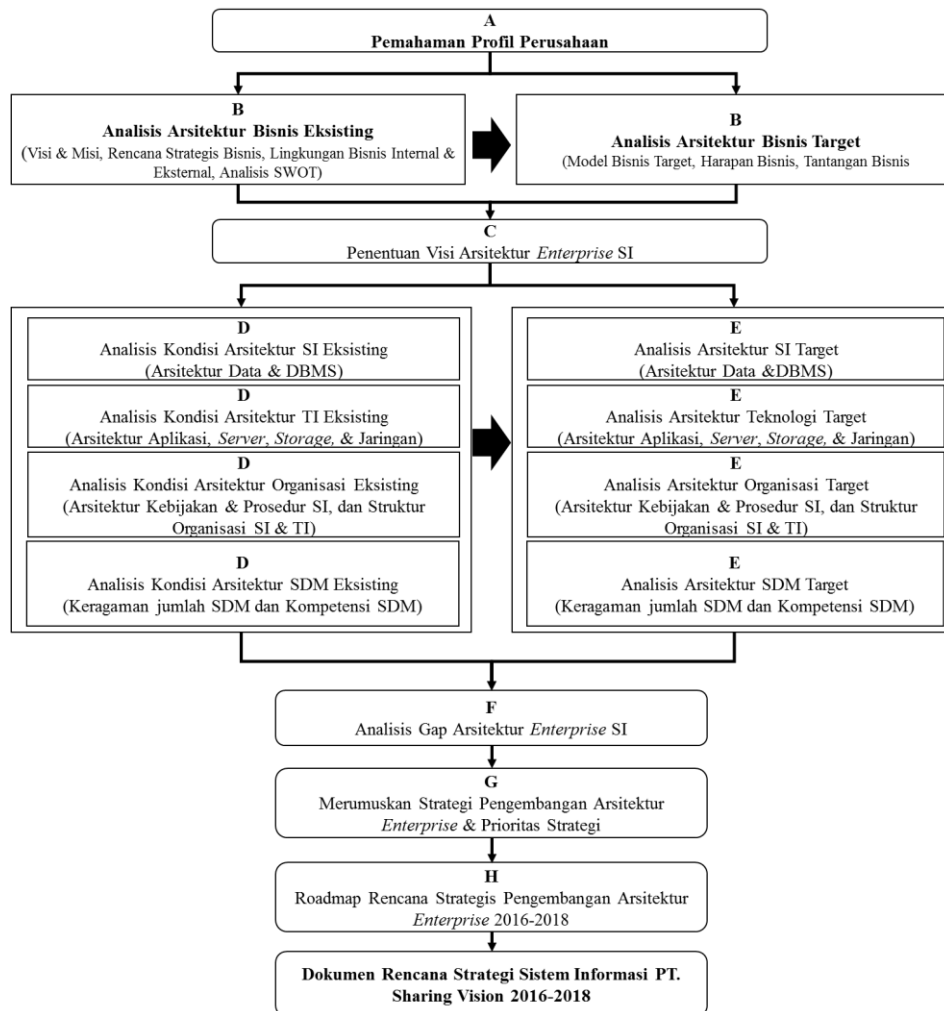 A
Pemahaman Profil Perusahaan
B
Analisis Arsitektur Bisnis Eksisting
(Visi & Misi, Rencana Strategis Bisnis, Lingkungan Bisnis Internal &
Eksternal, Analisis SWOT)
B
Analisis Arsitektur Bisnis Target
(Model Bisnis Target, Harapan Bisnis, Tantangan Bisnis
C
Penentuan Visi Arsitektur Enterprise SI
D
Analisis Kondisi Arsitektur SI Eksisting
(Arsitektur Data & DBMS)
D
Analisis Kondisi Arsitektur TI Eksisting
(Arsitektur Aplikasi, Server, Storage, & Jaringan)
D
Analisis Kondisi Arsitektur Organisasi Eksisting
(Arsitektur Kebijakan & Prosedur SI, dan Struktur
Organisasi SI & TI)
D
Analisis Kondisi Arsitektur SDM Eksisting
(Keragaman jumlah SDM dan Kompetensi SDM)
E
Analisis Arsitektur SI Target
(Arsitektur Data &DBMS)
E
Analisis Arsitektur Teknologi Target
(Arsitektur Aplikasi, Server, Storage, & Jaringan)
E
Analisis Arsitektur Organisasi Target
(Arsitektur Kebijakan & Prosedur SI, dan Struktur
Organisasi SI & TI)
E
Analisis Arsitektur SDM Target
(Keragaman jumlah SDM dan Kompetensi SDM)
F
Analisis Gap Arsitektur Enterprise SI
G
Merumuskan Strategi Pengembangan Arsitektur
Enterprise & Prioritas Strategi
H
Roadmap Rencana Strategis Pengembangan Arsitektur
Enterprise 2016-2018
Dokumen Rencana Strategi Sistem Informasi PT.
Sharing Vision 2016-2018